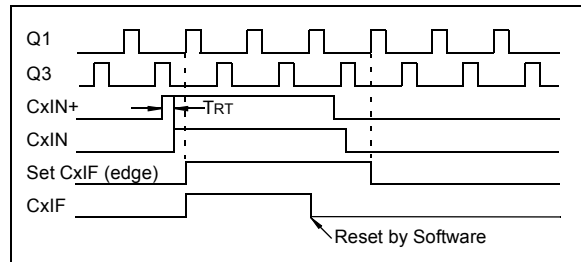 Q1
Q3
CxIN+
TRT
CxIN
Set CxIF (edge)
CxIF
Reset by Software